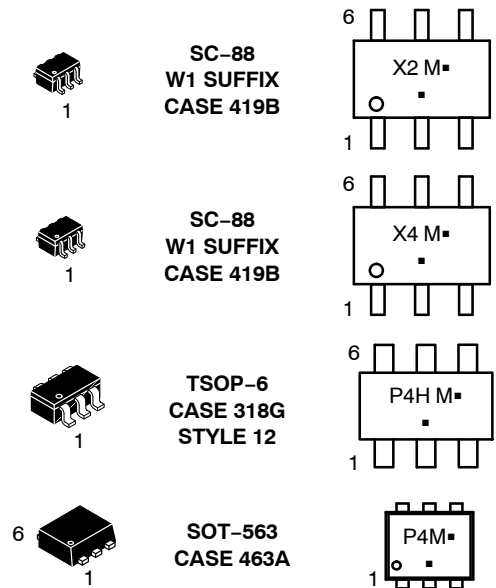 6
SC−88
W1 SUFFIX
CASE 419B
X2 M▪
▪
1
1
6
SC−88
W1 SUFFIX
CASE 419B
X4 M▪
▪
1
1
6
TSOP−6
CASE 318G
STYLE 12
P4H M▪
▪
1
1
6
SOT−563
CASE 463A
P4M▪
▪
1
1